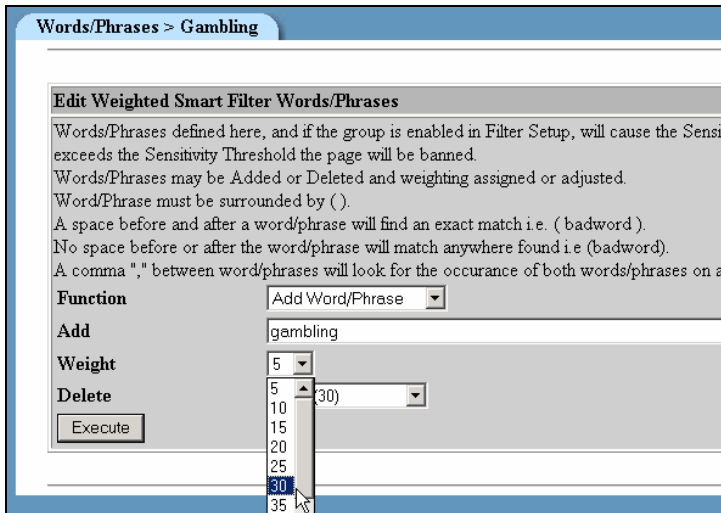 Words/Phrases > Gambling
Edit Weighted Smart Filter Words/Phrases
Words/Phrases defined here, and if the group is enabled in Filter Setup, will cause the Sensi
exceeds the Sensitivity Threshold the page will be banned.
Words/Phrases may be Added or Deleted and weighting assigned or adjusted.
Word/Phrase must be surrounded by ( ).
A space before and after a word/phrase will find an exact match i.e. ( badword ).
No space before or after the word/phrase will match anywhere found i.e (badword).
A comma "," between word/phrases will look for the occurance of both words/phrases on a
Function Add Word/Phrase
Add gambling
Weight 5
Delete (30)
5
10
Execute
15
20
25
30
35